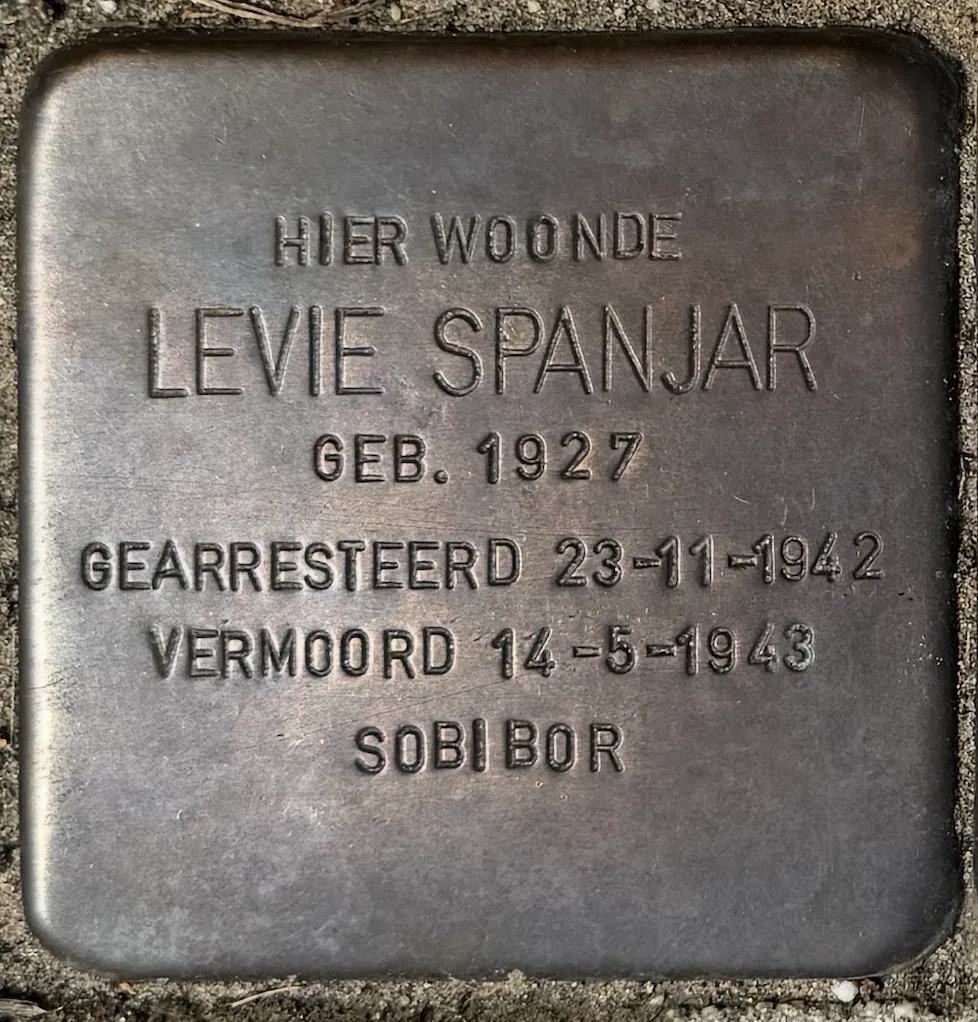 HIER WOONDE
LEVIE SPANJAR
GEB. 1927
GEARRESTEERD 23-11-1942
VERMOORD 14-5-1943
SOBIBOR